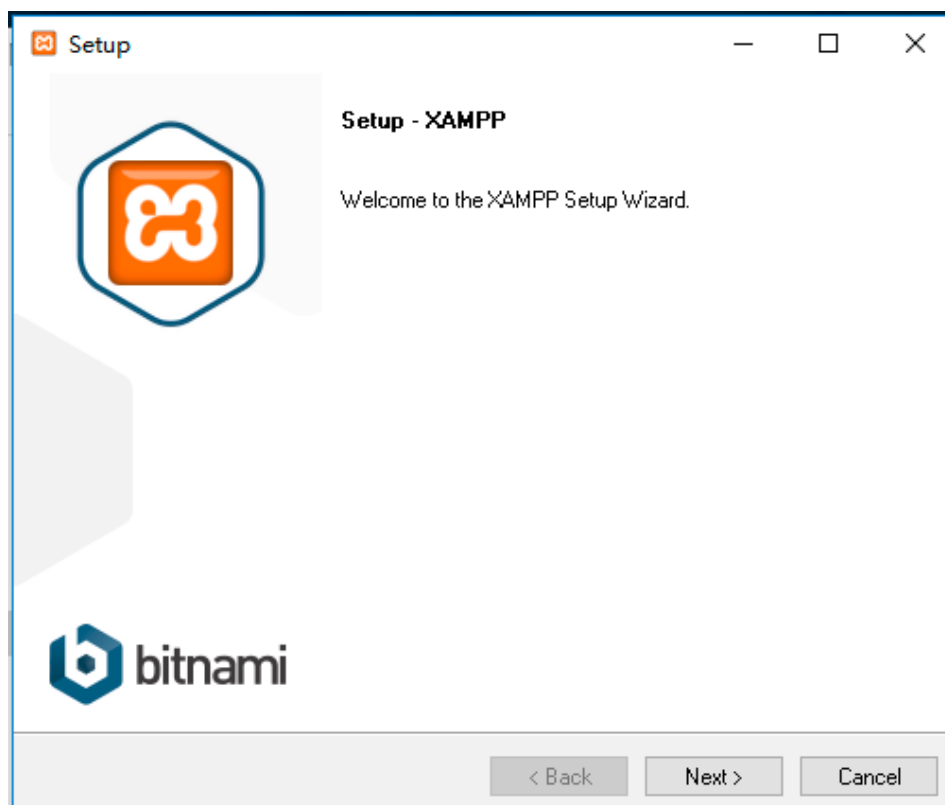 Setup
Setup - XAMPP
Welcome to the XAMPP Setup Wizard.
bitnami
< Back
Next >
Cancel